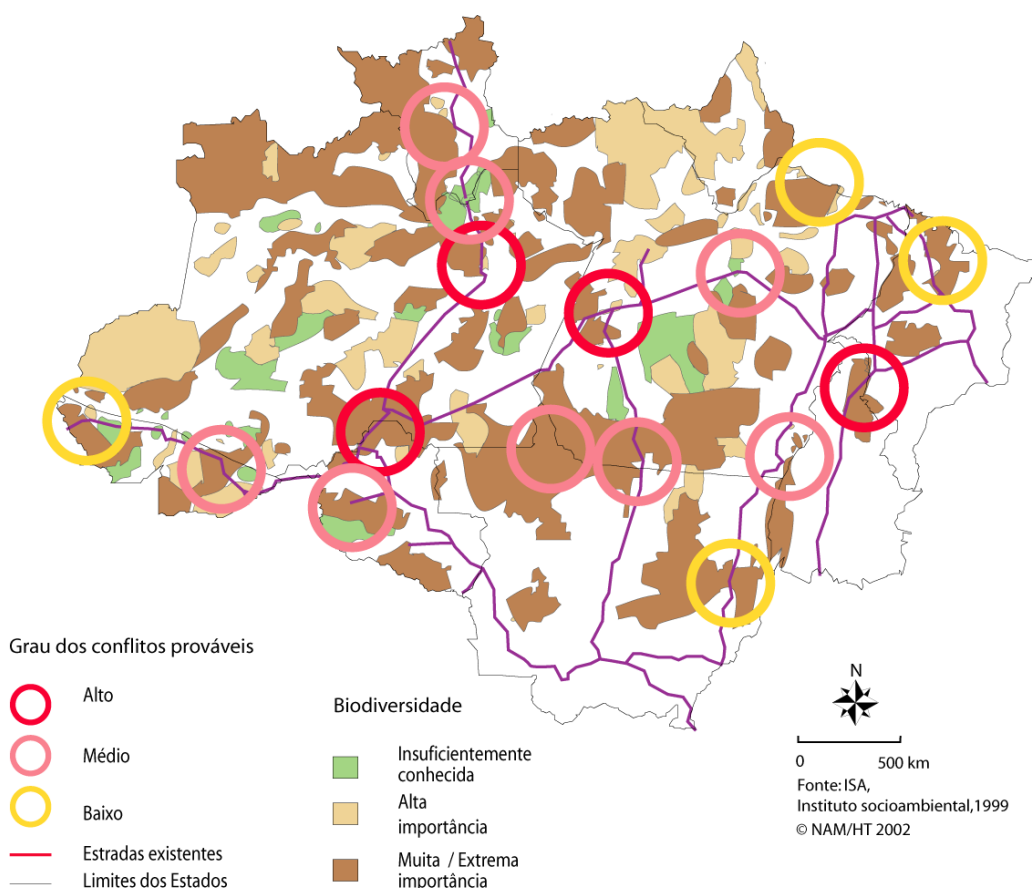 Grau dos conflitos prováveis
Alto
Médio
Baixo
Estradas existentes
Limites dos Estados
Biodiversidade
Insuficientemente
conhecida
Alta
importância
Muita / Extrema
importância
N
0 500 km
Fonte: ISA,
Instituto socioambiental,1999
© NAM/HT 2002